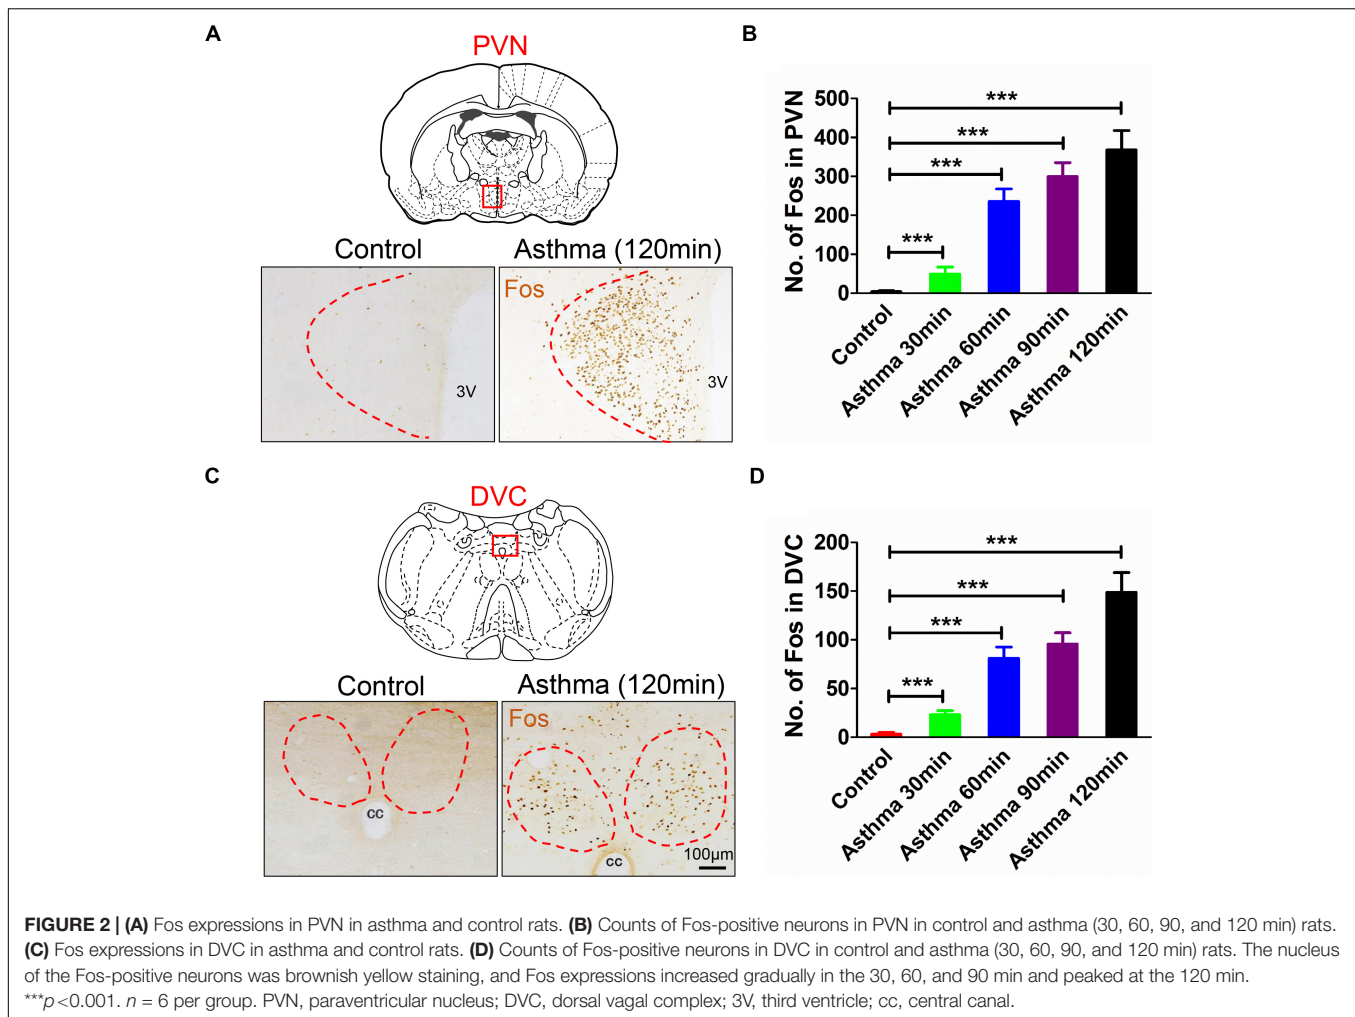 A
PVN
Control
Asthma (120min)
Fos
3V
3V
B
No. of Fos in PVN
500
400
300
200
100
0
***
***
***
***
Control
Asthma 30min
Asthma 60min
Asthma 90min
Asthma 120min
C
DVC
Control
Asthma (120min)
Fos
cc
cc
100µm
D
No. of Fos in DVC
200
150
100
50
0
***
***
***
***
Control
Asthma 30min
Asthma 60min
Asthma 90min
Asthma 120min
FIGURE 2 | (A) Fos expressions in PVN in asthma and control rats. (B) Counts of Fos-positive neurons in PVN in control and asthma (30, 60, 90, and 120 min) rats.
(C) Fos expressions in DVC in asthma and control rats. (D) Counts of Fos-positive neurons in DVC in control and asthma (30, 60, 90, and 120 min) rats. The nucleus
of the Fos-positive neurons was brownish yellow staining, and Fos expressions increased gradually in the 30, 60, and 90 min and peaked at the 120 min.
***p<0.001. n = 6 per group. PVN, paraventricular nucleus; DVC, dorsal vagal complex; 3V, third ventricle; cc, central canal.